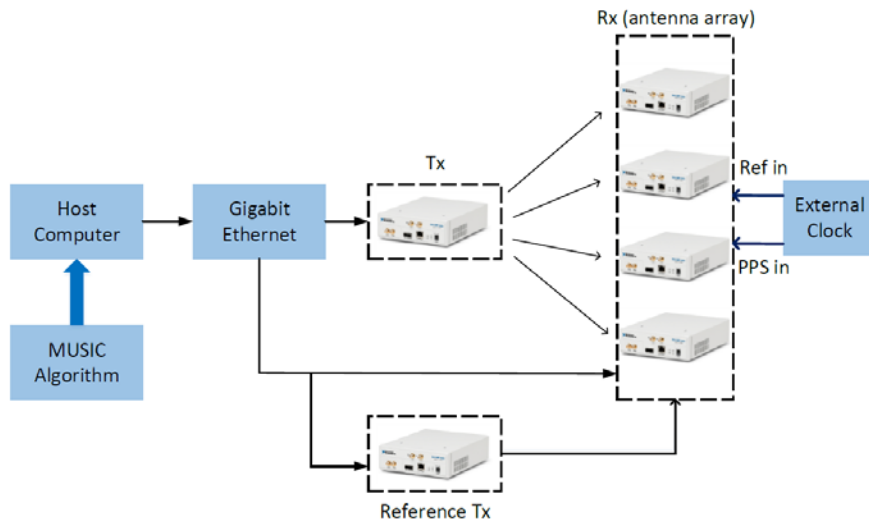 Rx (antenna array)
Tx
Ref in
Host
Computer
Gigabit
Ethernet
External
Clock
PPS in
MUSIC
Algorithm
Reference Tx